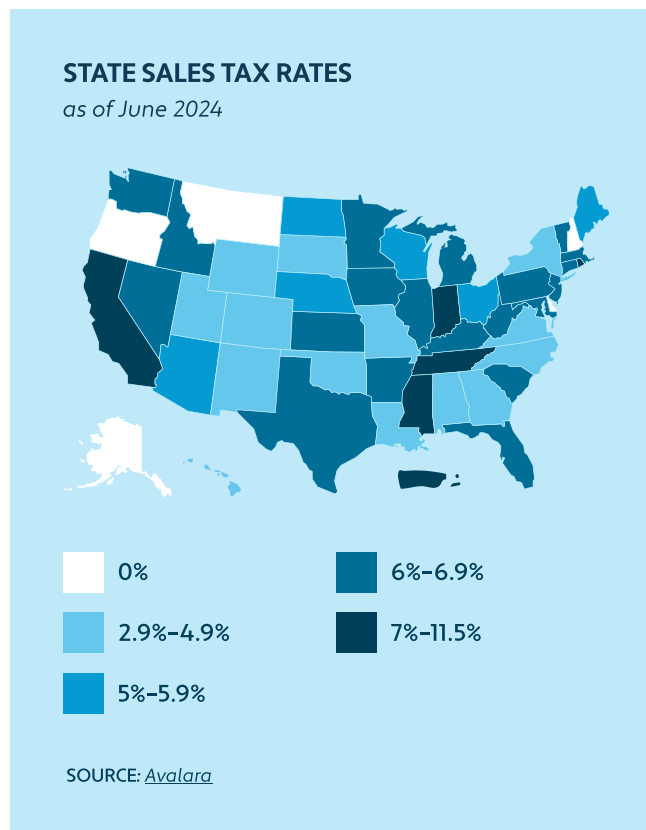 STATE SALES TAX RATES
as of June 2024
0%
2.9%–4.9%
5%–5.9%
6%–6.9%
7%–11.5%
SOURCE: Avalara